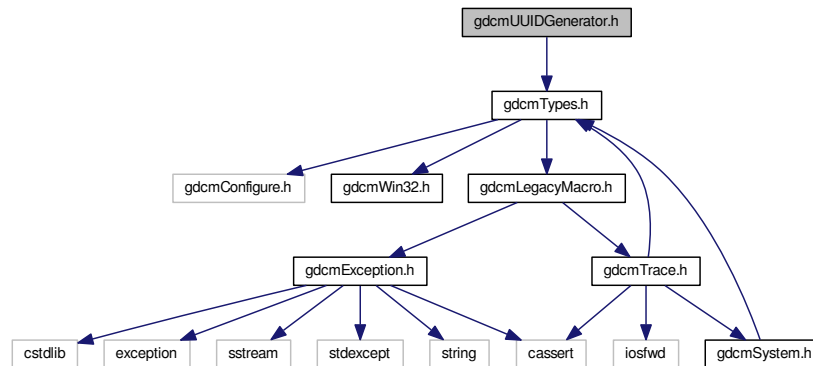 gdcmUUIDGenerator.h
gdcmTypes.h
gdcmConfigure.h gdcmWin32.h gdcmLegacyMacro.h
gdcmException.h gdcmTrace.h
cstdlib exception sstream stdexcept string cassert iosfwd gdcmSystem.h